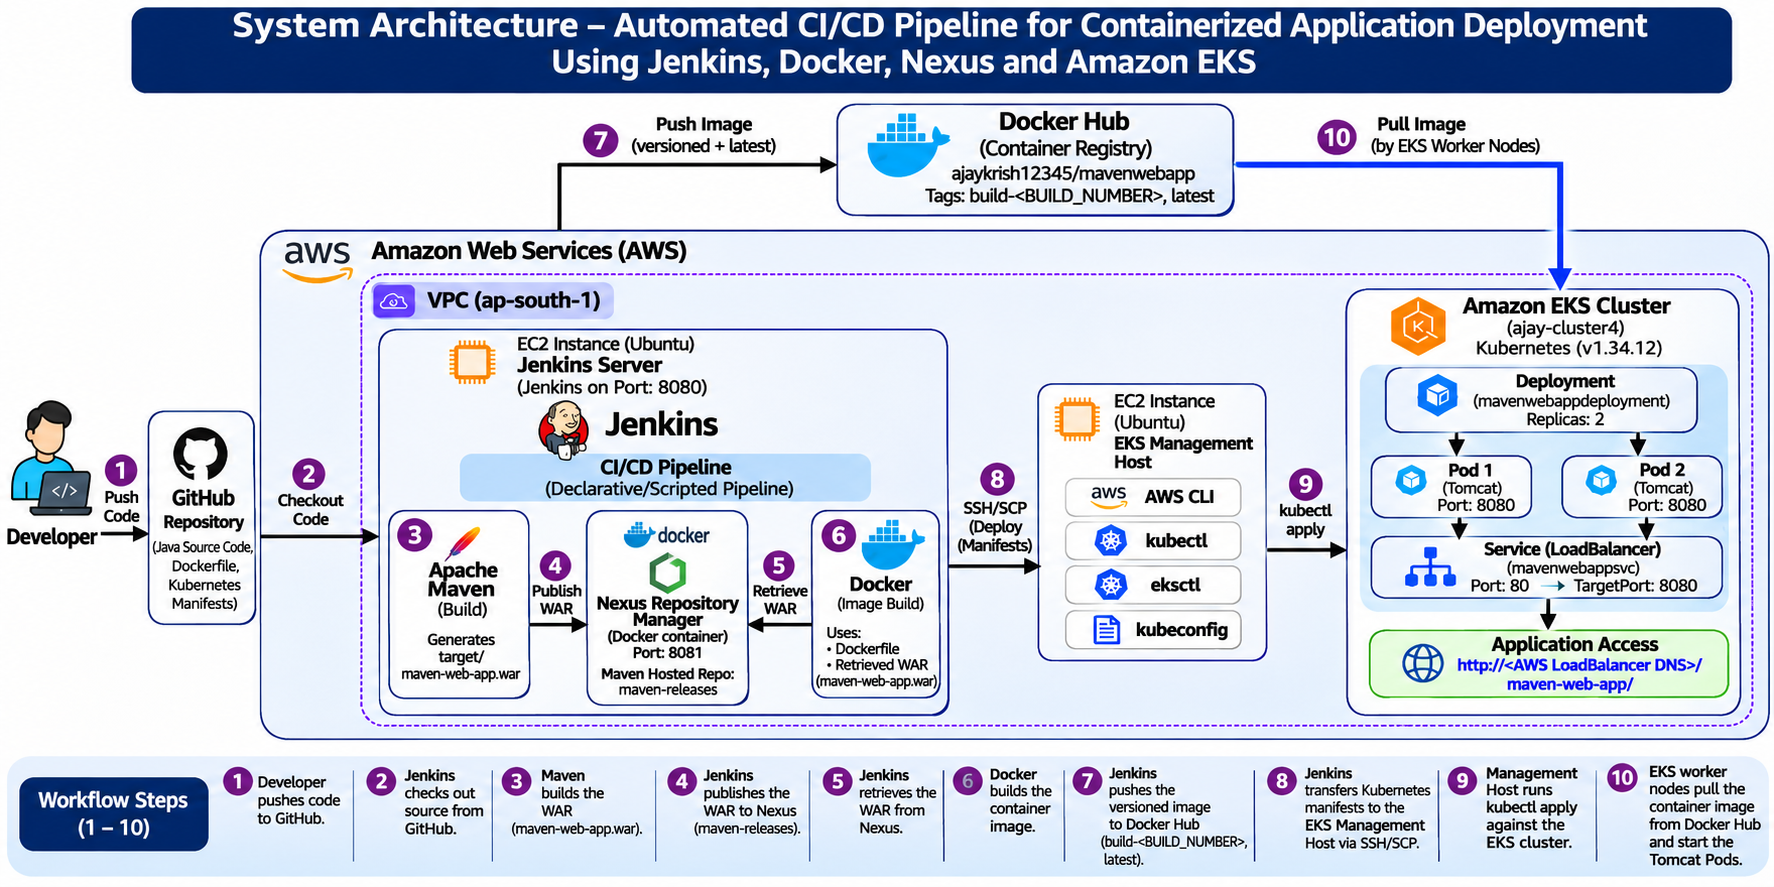 System Architecture – Automated CI/CD Pipeline for Containerized Application Deployment
Using Jenkins, Docker, Nexus and Amazon EKS
7
Push Image
(versioned + latest)
Docker Hub
(Container Registry)
ajaykrish12345/mavenwebapp
Tags: build-<BUILD_NUMBER>, latest
10
Pull Image
(by EKS Worker Nodes)
aws
Amazon Web Services (AWS)
VPC (ap-south-1)
EC2 Instance (Ubuntu)
Jenkins Server
(Jenkins on Port: 8080)
Jenkins
CI/CD Pipeline
(Declarative/Scripted Pipeline)
</>
Developer
1
Push
Code
GitHub
Repository
(Java Source Code,
Dockerfile,
Kubernetes
Manifests)
2
Checkout
Code
3
Apache
Maven
(Build)
Generates
target/
maven-web-app.war
4
Publish
WAR
docker
Nexus Repository
Manager
(Docker container)
Port: 8081
Maven Hosted Repo:
maven-releases
5
Retrieve
WAR
6
Docker
(Image Build)
Uses:
• Dockerfile
• Retrieved WAR
(maven-web-app.war)
8
SSH/SCP
(Deploy
(Manifests)
EC2 Instance
(Ubuntu)
EKS Management
Host
aws AWS CLI
kubectl
eksctl
kubeconfig
9
kubectl
apply
K
Amazon EKS Cluster
(ajay-cluster4)
Kubernetes (v1.34.12)
Deployment
(mavenwebappdeployment)
Replicas: 2
Pod 1
(Tomcat)
Port: 8080
Pod 2
(Tomcat)
Port: 8080
Service (LoadBalancer)
(mavenwebappsvc)
Port: 80 → TargetPort: 8080
Application Access
http://<AWS LoadBalancer DNS>/
maven-web-app/
Workflow Steps
(1 – 10)
1
Developer
pushes code
to GitHub.
2
Jenkins
checks out
source from
GitHub.
3
Maven
builds the
WAR
(maven-web-app.war).
4
Jenkins
publishes the
WAR to Nexus
(maven-releases).
5
Jenkins
retrieves the
WAR from
Nexus.
6
Docker
builds the
container
image.
7
Jenkins
pushes the
versioned image
to Docker Hub
(build-<BUILD_NUMBER>,
latest).
8
Jenkins
transfers Kubernetes
manifests to the
EKS Management
Host via SSH/SCP.
9
Management
Host runs
kubectl apply
against the
EKS cluster.
10
EKS worker
nodes pull the
container image
from Docker Hub
and start the
Tomcat Pods.